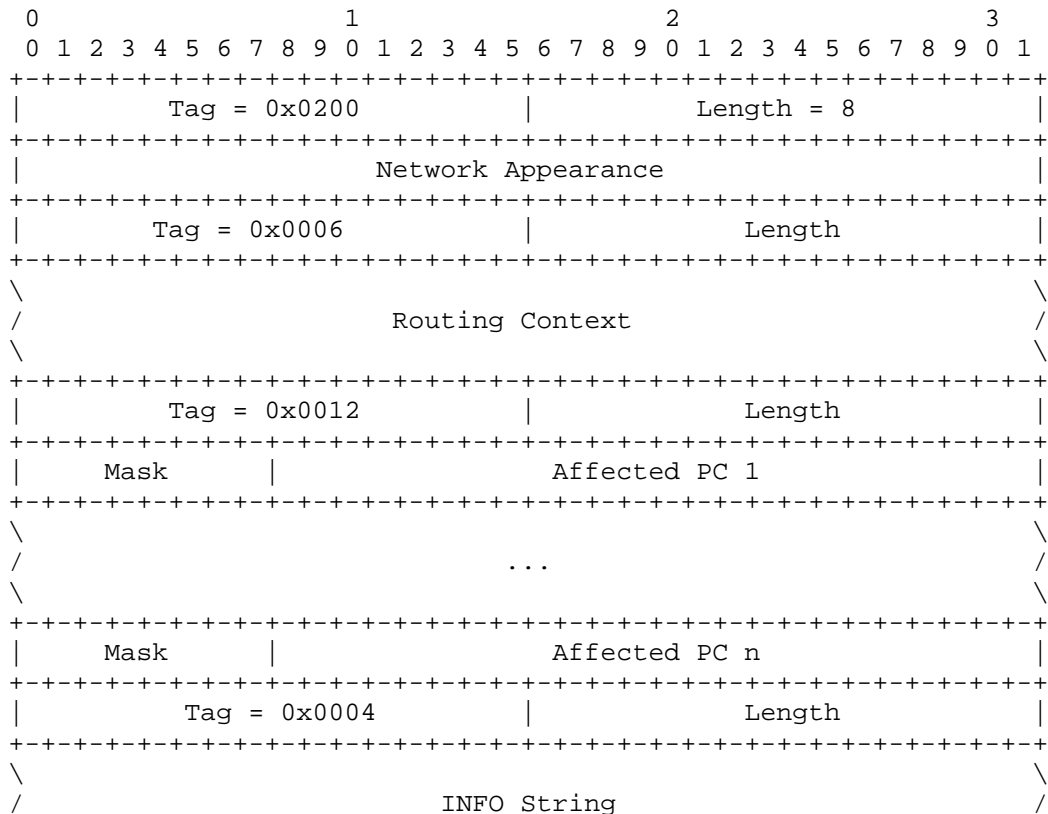 0                   1                   2                   3
 0 1 2 3 4 5 6 7 8 9 0 1 2 3 4 5 6 7 8 9 0 1 2 3 4 5 6 7 8 9 0 1
+-+-+-+-+-+-+-+-+-+-+-+-+-+-+-+-+-+-+-+-+-+-+-+-+-+-+-+-+-+-+-+-+
|         Tag = 0x0200          |          Length = 8           |
+-+-+-+-+-+-+-+-+-+-+-+-+-+-+-+-+-+-+-+-+-+-+-+-+-+-+-+-+-+-+-+-+
|                      Network Appearance                       |
+-+-+-+-+-+-+-+-+-+-+-+-+-+-+-+-+-+-+-+-+-+-+-+-+-+-+-+-+-+-+-+-+
|        Tag = 0x0006           |             Length            |
+-+-+-+-+-+-+-+-+-+-+-+-+-+-+-+-+-+-+-+-+-+-+-+-+-+-+-+-+-+-+-+-+
\                                                               \
/                       Routing Context                         /
\                                                               \
+-+-+-+-+-+-+-+-+-+-+-+-+-+-+-+-+-+-+-+-+-+-+-+-+-+-+-+-+-+-+-+-+
|         Tag = 0x0012          |             Length            |
+-+-+-+-+-+-+-+-+-+-+-+-+-+-+-+-+-+-+-+-+-+-+-+-+-+-+-+-+-+-+-+-+
|     Mask      |                 Affected PC 1                 |
+-+-+-+-+-+-+-+-+-+-+-+-+-+-+-+-+-+-+-+-+-+-+-+-+-+-+-+-+-+-+-+-+
\                                                               \
/                              ...                              /
\                                                               \
+-+-+-+-+-+-+-+-+-+-+-+-+-+-+-+-+-+-+-+-+-+-+-+-+-+-+-+-+-+-+-+-+
|     Mask      |                 Affected PC n                 |
+-+-+-+-+-+-+-+-+-+-+-+-+-+-+-+-+-+-+-+-+-+-+-+-+-+-+-+-+-+-+-+-+
|          Tag = 0x0004         |             Length            |
+-+-+-+-+-+-+-+-+-+-+-+-+-+-+-+-+-+-+-+-+-+-+-+-+-+-+-+-+-+-+-+-+
\                                                               \
/                          INFO String                          /